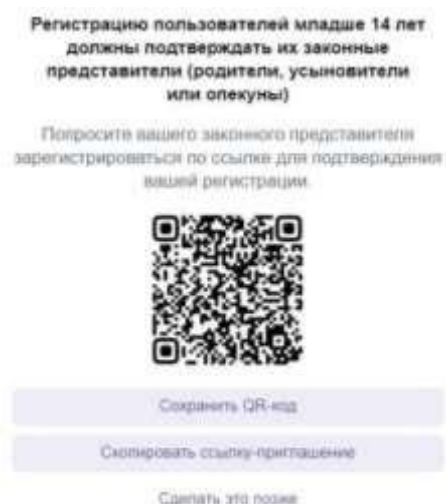 Регистрацию пользователей младше 14 лет
должны подтверждать их законные
представители (родители, усыновители
или опекуны)
Попросите вашего законного представителя
зарегистрироваться по ссылке для подтверждения
вашей регистрации.
Сохранить QR-код
Скопировать ссылку-приглашение
Сделать это позже